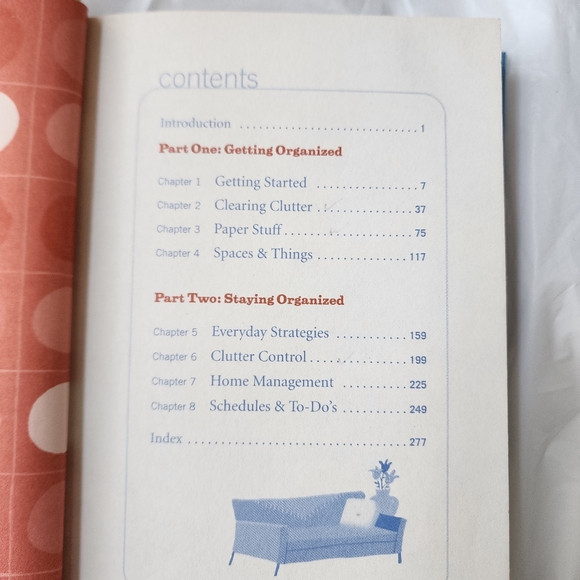 contents
Introduction ............................ 1
Part One: Getting Organized
Chapter 1 Getting Started ................ 7
Chapter 2 Clearing Clutter ............... 37
Chapter 3 Paper Stuff .................... 75
Chapter 4 Spaces & Things ............... 117
Part Two: Staying Organized
Chapter 5 Everyday Strategies ........... 159
Chapter 6 Clutter Control ............... 199
Chapter 7 Home Management .......... 225
Chapter 8 Schedules & To-Do's .......... 249
Index .................................. 277